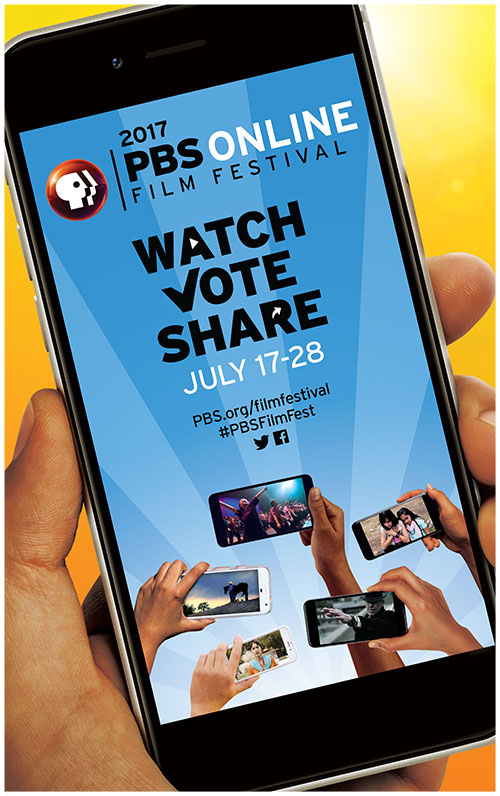 2017
PBS ONLINE
FILM FESTIVAL
WATCH
VOTE
SHARE
JULY 17-28
PBS.org/filmfestival
#PBSFilmFest